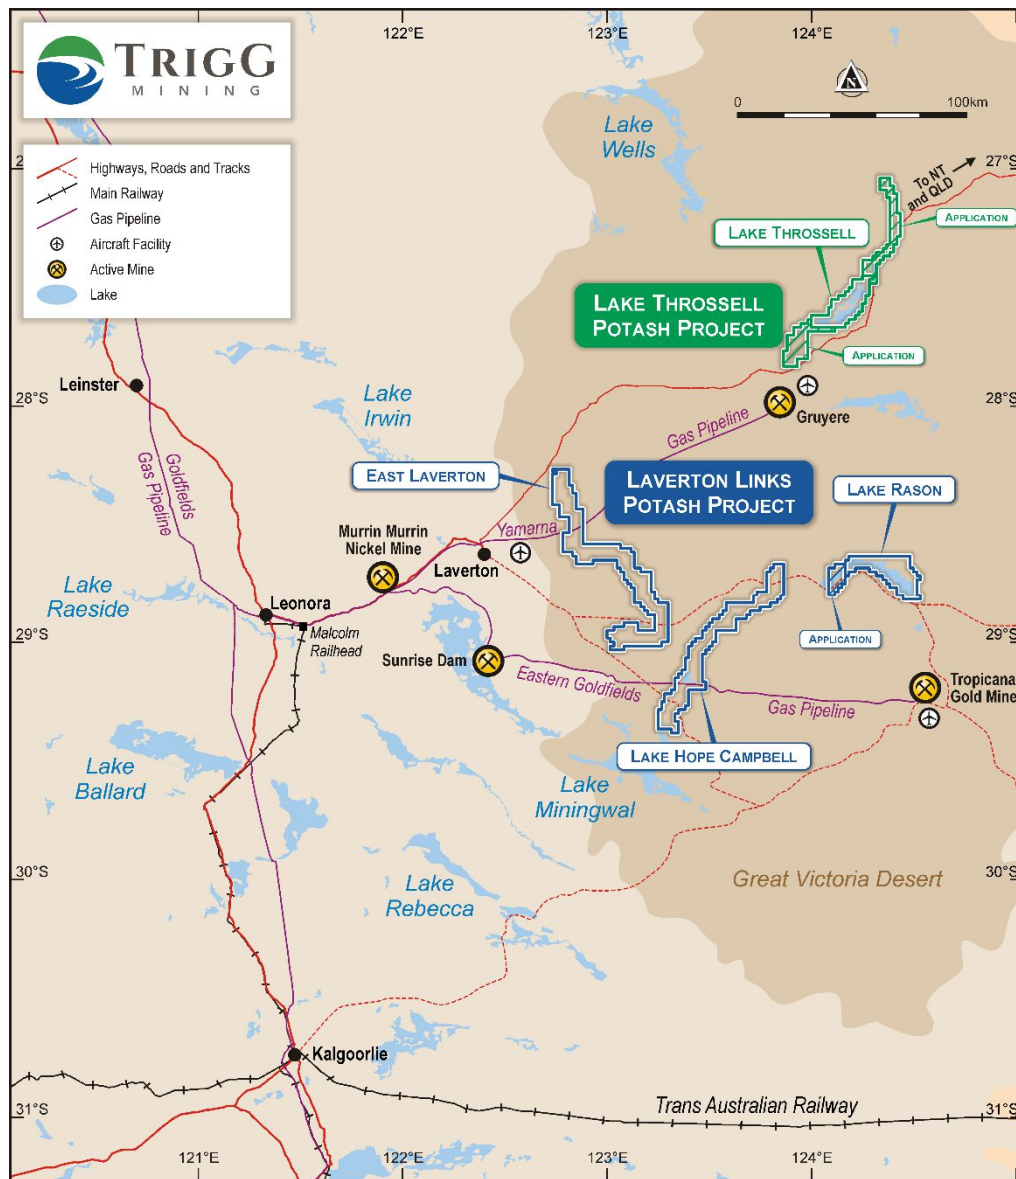 122°E
123°E
124°E
TRIGG
MINING
0
100km
N
Lake
Wells
Highways, Roads and Tracks
Main Railway
Gas Pipeline
Aircraft Facility
Active Mine
Lake
27°S
To NT
and QLD
APPLICATION
LAKE THROSSELL
LAKE THROSSELL
POTASH PROJECT
APPLICATION
Leinster
28°S
28°S
Lake
Irwin
Gruyere
Gas Pipeline
Goldfields
Gas Pipeline
EAST LAVERTON
LAVERTON LINKS
POTASH PROJECT
LAKE RASON
Yamarna
Murrin Murrin
Nickel Mine
Laverton
Lake
Raeside
Leonora
Malcolm
Railhead
29°S
29°S
APPLICATION
Sunrise Dam
Eastern Goldfields
Gas Pipeline
Tropicana
Gold Mine
LAKE HOPE CAMPBELL
Lake
Ballard
Lake
Miningwal
30°S
30°S
Lake
Rebecca
Great Victoria Desert
Kalgoorlie
Trans Australian Railway
31°S
31°S
121°E
122°E
123°E
124°E